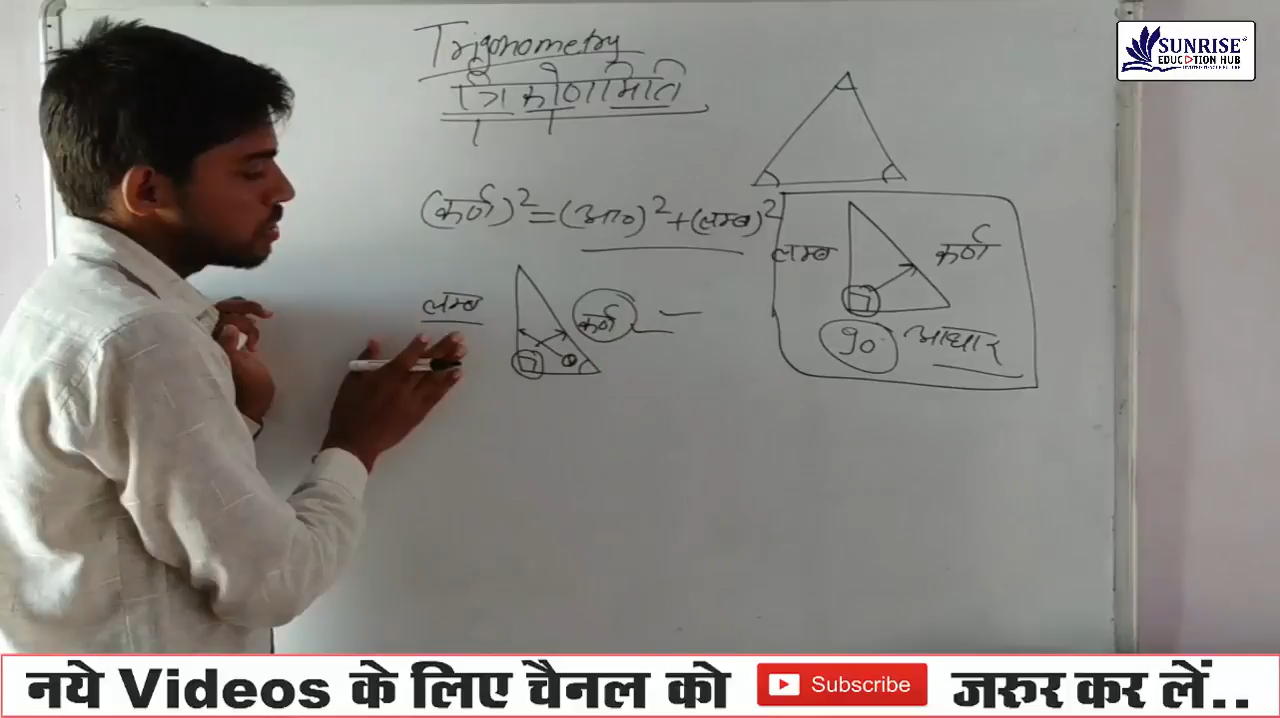 Trigonometry
त्रिकोणमिति
(कर्ण)² = (आ०)² + (लम्ब)²
लम्ब
कर्ण
लम्ब
कर्ण
θ
90°
आधार
SUNRISE
EDUCATION HUB
नये Videos के लिए चैनल को Subscribe जरूर कर लें..